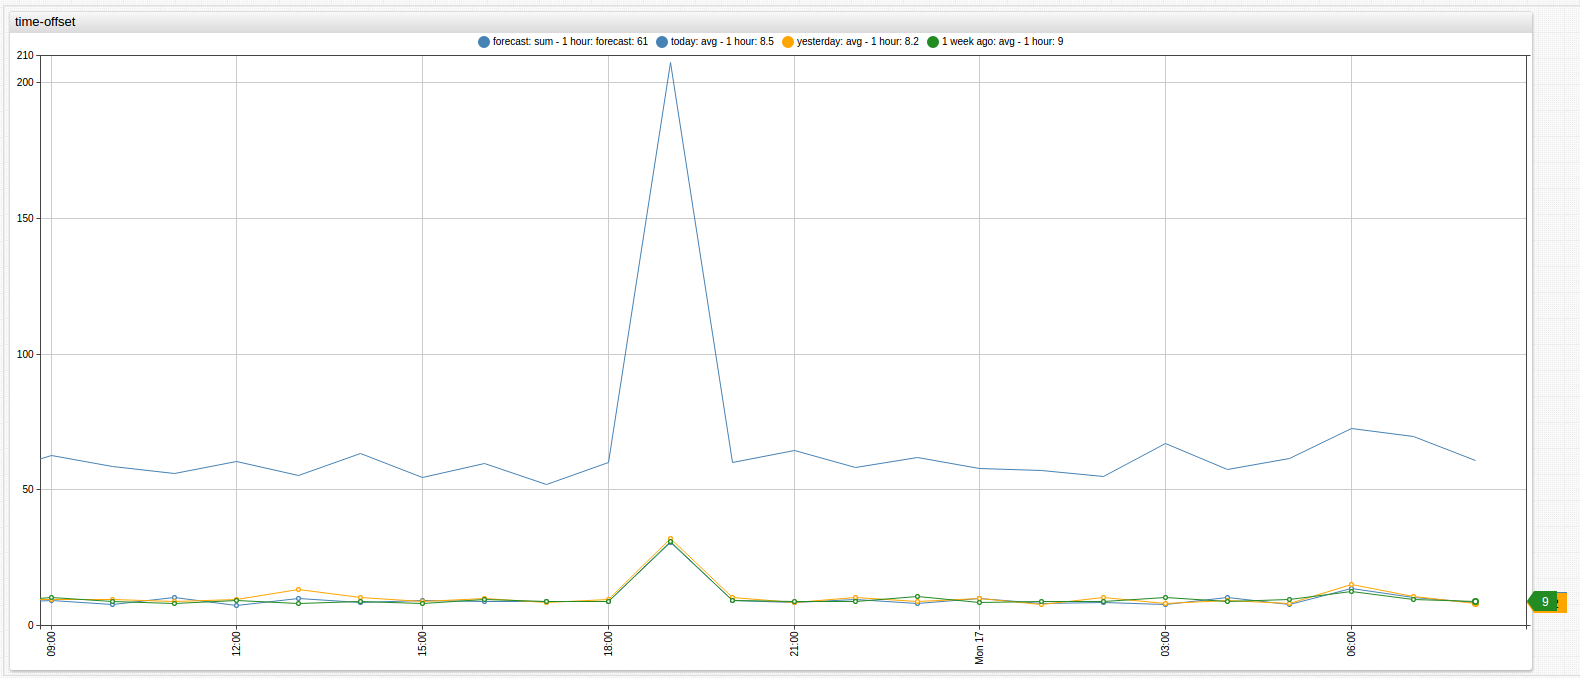 time-offset
forecast: sum - 1 hour: forecast: 61 today: avg - 1 hour: 8.5 yesterday: avg - 1 hour: 8.2 1 week ago: avg - 1 hour: 9
210
200
150
100
50
0
9
09:00 12:00 15:00 18:00 21:00 Mon 17 03:00 06:00